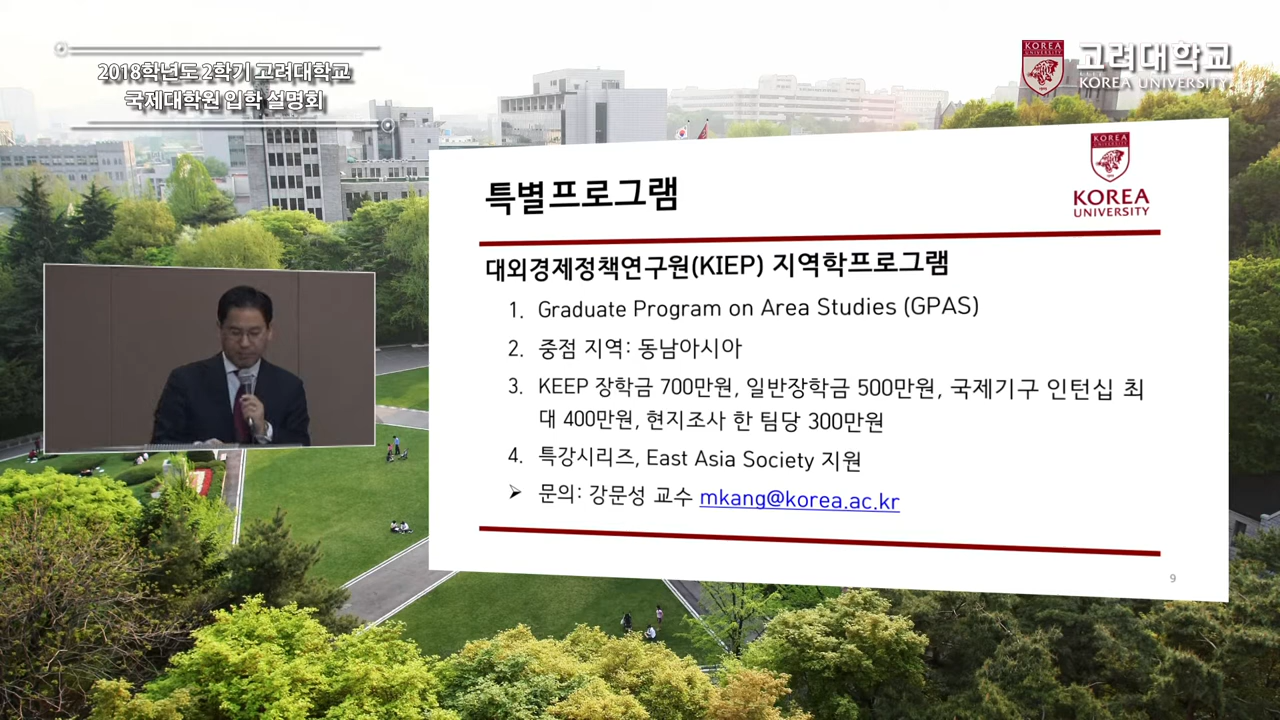 2018학년도 2학기 고려대학교
국제대학원 입학 설명회
KOREA
고려대학교
KOREA UNIVERSITY
KOREA
KOREA
UNIVERSITY
특별프로그램
대외경제정책연구원(KIEP) 지역학프로그램
1. Graduate Program on Area Studies (GPAS)
2. 중점 지역: 동남아시아
3. KEEP 장학금 700만원, 일반장학금 500만원, 국제기구 인턴십 최
대 400만원, 현지조사 한 팀당 300만원
4. 특강시리즈, East Asia Society 지원
➢ 문의: 강문성 교수 mkang@korea.ac.kr
9